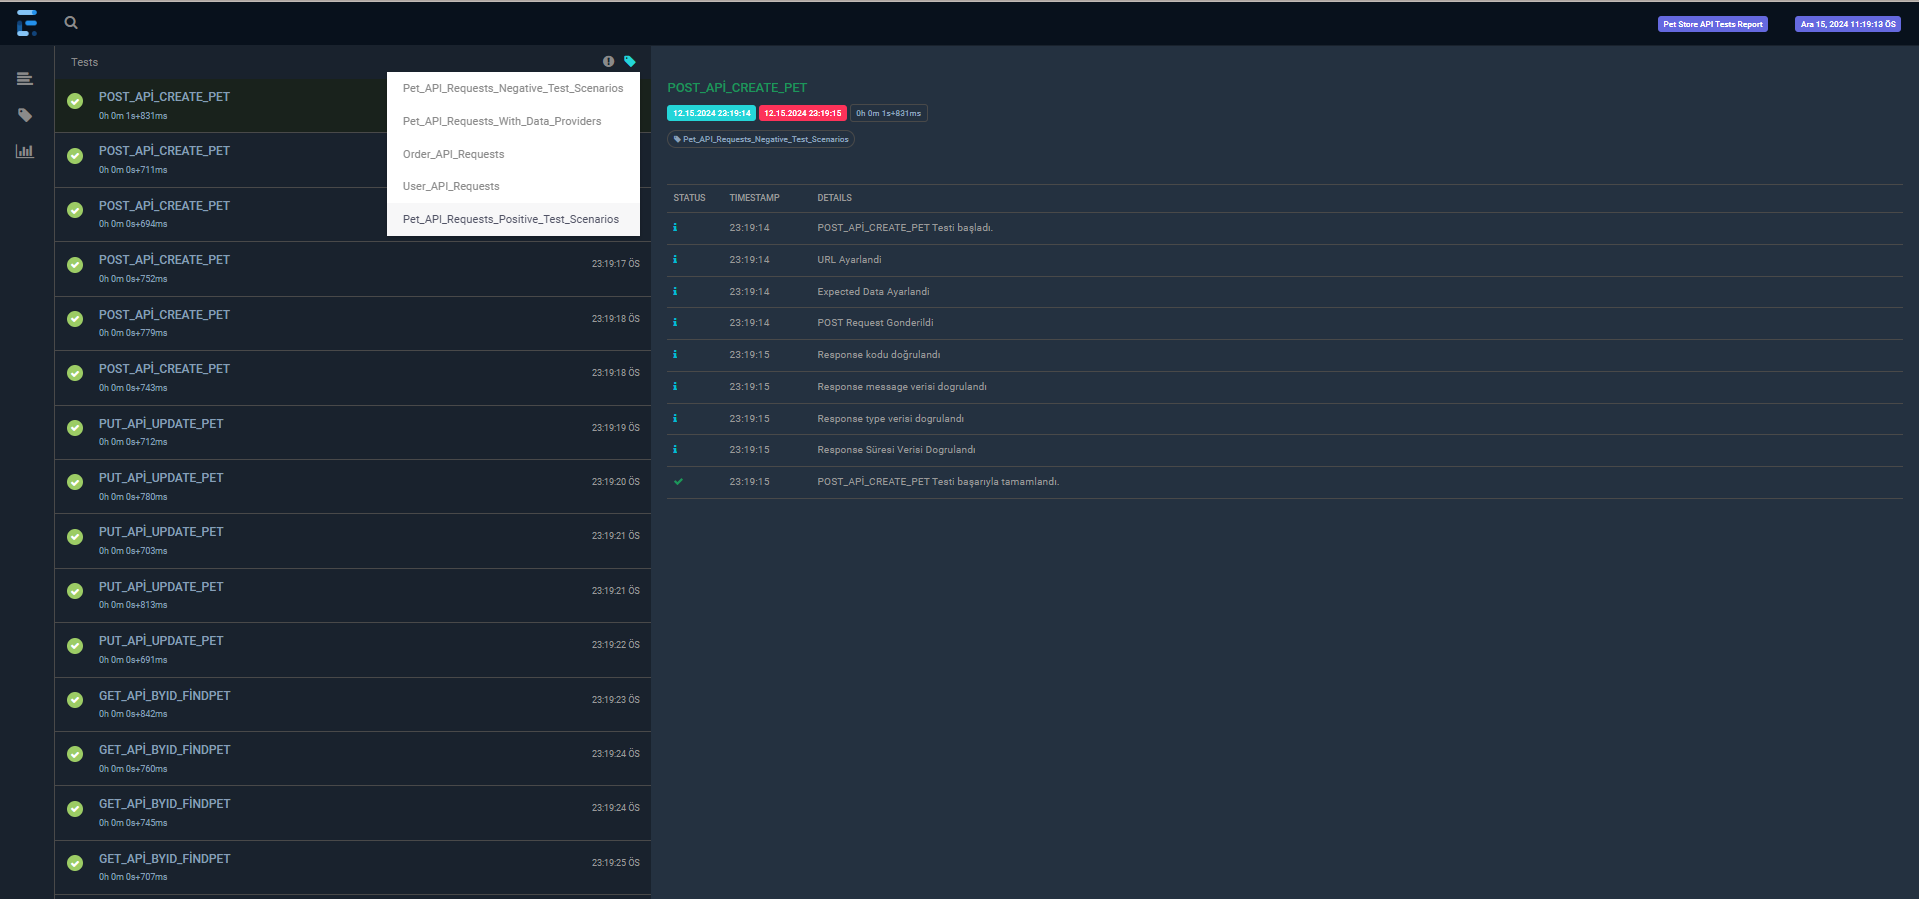 Pet Store API Tests Report
Ara 15, 2024 11:19:13 ÖS
Tests
Pet_API_Requests_Negative_Test_Scenarios
Pet_API_Requests_With_Data_Providers
Order_API_Requests
User_API_Requests
Pet_API_Requests_Positive_Test_Scenarios
POST_APİ_CREATE_PET
0h 0m 1s+831ms
POST_APİ_CREATE_PET
0h 0m 0s+711ms
POST_APİ_CREATE_PET
0h 0m 0s+694ms
POST_APİ_CREATE_PET
23:19:17 ÖS
0h 0m 0s+752ms
POST_APİ_CREATE_PET
23:19:18 ÖS
0h 0m 0s+779ms
POST_APİ_CREATE_PET
23:19:18 ÖS
0h 0m 0s+743ms
PUT_APİ_UPDATE_PET
23:19:19 ÖS
0h 0m 0s+712ms
PUT_APİ_UPDATE_PET
23:19:20 ÖS
0h 0m 0s+780ms
PUT_APİ_UPDATE_PET
23:19:21 ÖS
0h 0m 0s+703ms
PUT_APİ_UPDATE_PET
23:19:21 ÖS
0h 0m 0s+813ms
PUT_APİ_UPDATE_PET
23:19:22 ÖS
0h 0m 0s+691ms
GET_APİ_BYID_FİNDPET
23:19:23 ÖS
0h 0m 0s+842ms
GET_APİ_BYID_FİNDPET
23:19:24 ÖS
0h 0m 0s+760ms
GET_APİ_BYID_FİNDPET
23:19:24 ÖS
0h 0m 0s+745ms
GET_APİ_BYID_FİNDPET
23:19:25 ÖS
0h 0m 0s+707ms
POST_APİ_CREATE_PET
12.15.2024 23:19:14 12.15.2024 23:19:15 0h 0m 1s+831ms
Pet_API_Requests_Negative_Test_Scenarios
STATUS TIMESTAMP DETAILS
23:19:14 POST_APİ_CREATE_PET Testi başladı.
23:19:14 URL Ayarlandi
23:19:14 Expected Data Ayarlandi
23:19:14 POST Request Gonderildi
23:19:15 Response kodu doğrulandı
23:19:15 Response message verisi dogrulandı
23:19:15 Response type verisi dogrulandı
23:19:15 Response Süresi Verisi Dogrulandı
23:19:15 POST_APİ_CREATE_PET Testi başarıyla tamamlandı.